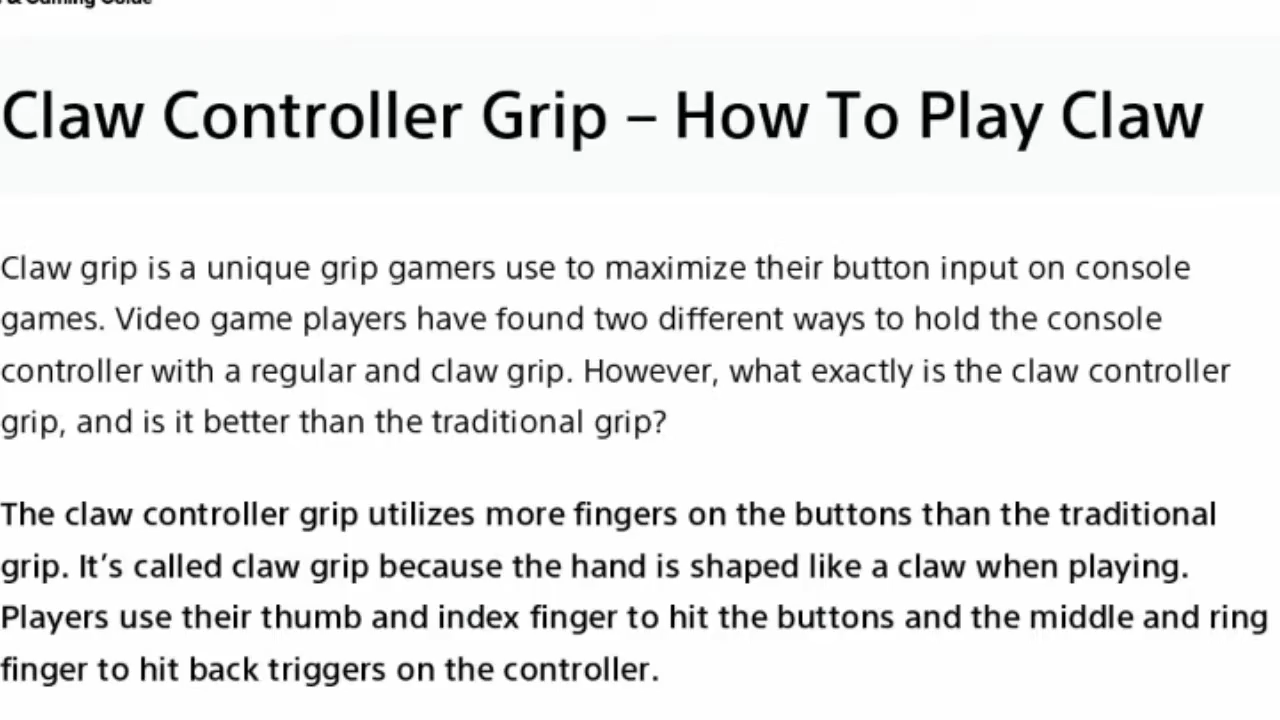 & Gaming Guide
Claw Controller Grip – How To Play Claw
Claw grip is a unique grip gamers use to maximize their button input on console
games. Video game players have found two different ways to hold the console
controller with a regular and claw grip. However, what exactly is the claw controller
grip, and is it better than the traditional grip?
The claw controller grip utilizes more fingers on the buttons than the traditional
grip. It’s called claw grip because the hand is shaped like a claw when playing.
Players use their thumb and index finger to hit the buttons and the middle and ring
finger to hit back triggers on the controller.